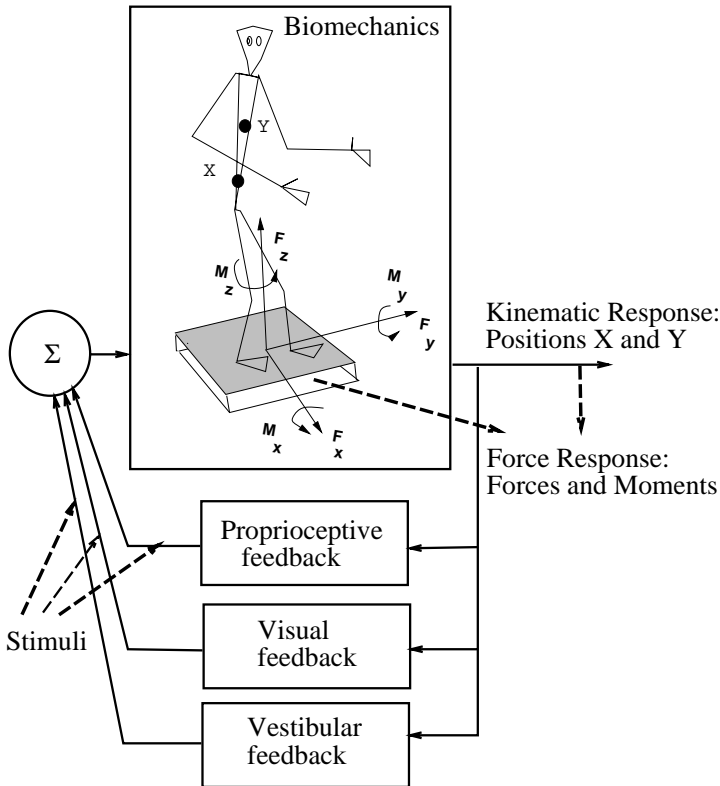 Biomechanics
Y
X
F
z
M
z
M
y
F
y
Σ
Kinematic Response:
Positions X and Y
M
x
F
x
Force Response:
Forces and Moments
Proprioceptive
feedback
Stimuli
Visual
feedback
Vestibular
feedback